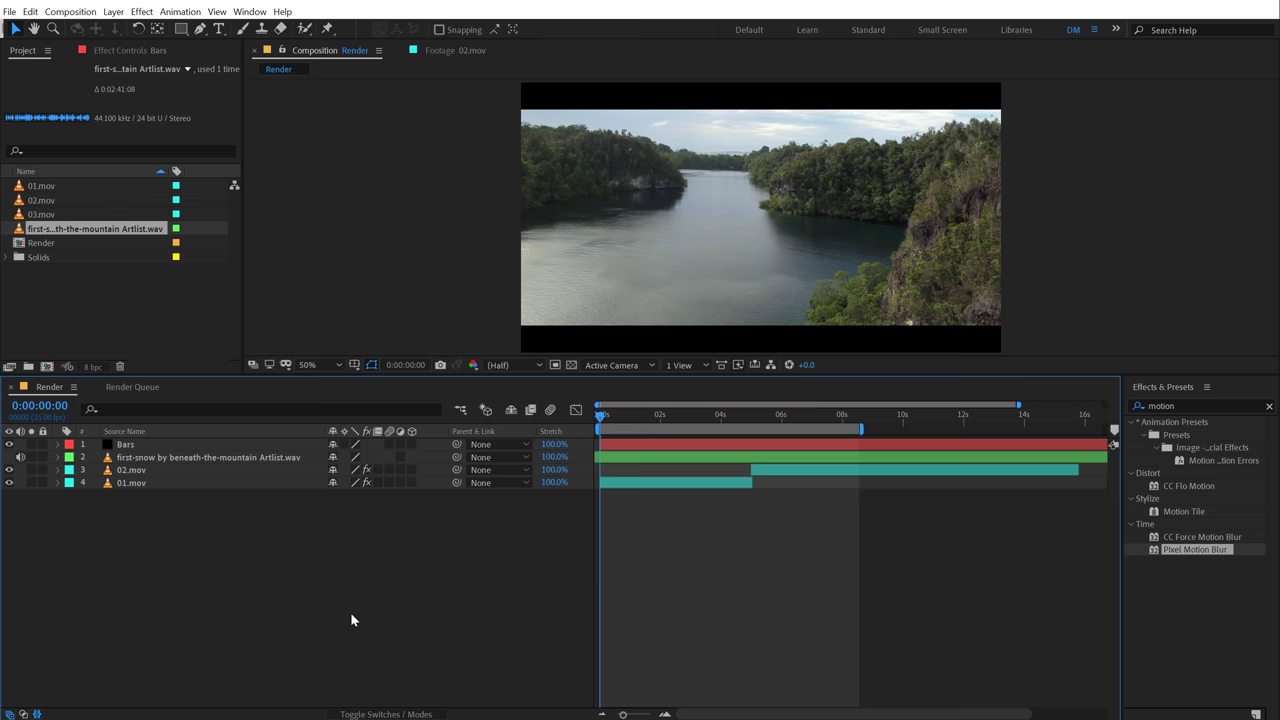 File Edit Composition Layer Effect Animation View Window Help
Snapping Default Learn Standard Small Screen Libraries DM Search Help
Project Effect Controls Bars Composition Render Footage 02.mov
first-s...tain Artlist.wav , used 1 time
Render
Δ 0:02:41:08
44.100 kHz / 24 bit U / Stereo
Name
01.mov
02.mov
03.mov
first-s...th-the-mountain Artlist.wav
Render
Solids
8 bpc 50% 0:00:00:00 (Half) Active Camera 1 View +0.0
Render Render Queue Effects & Presets
0:00:00:00 motion
00000 (25.00 fps) 02s 04s 06s 08s 10s 12s 14s 16s
# Source Name Parent & Link Stretch
1 Bars None 100.0%
2 first-snow by beneath-the-mountain Artlist.wav None 100.0%
3 02.mov fx None 100.0%
4 01.mov fx None 100.0%
* Animation Presets
Presets
Image -...cial Effects
Motion ...tion Errors
Distort
CC Flo Motion
Stylize
Motion Tile
Time
CC Force Motion Blur
Pixel Motion Blur
Toggle Switches / Modes